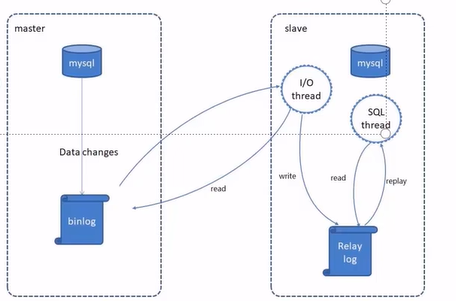 master
mysql
Data changes
binlog
read
slave
I/O
thread
mysql
SQL
thread
write
read
replay
Relay
log